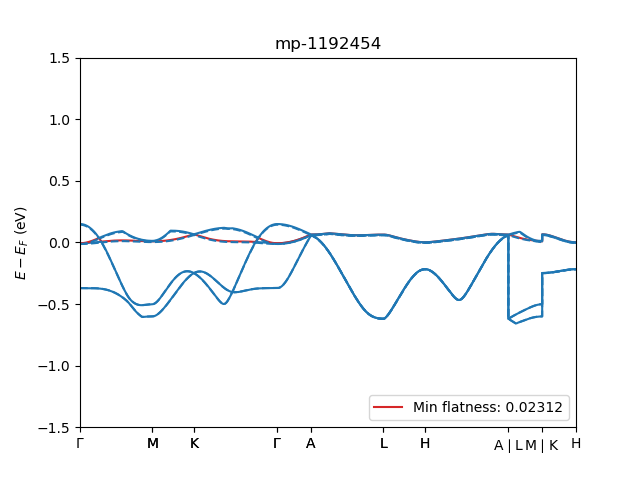 mp-1192454
1.5
1.0
0.5
0.0
−0.5
−1.0
−1.5
E − E_F (eV)
Min flatness: 0.02312
Γ M K Γ A L H A | L M | K H